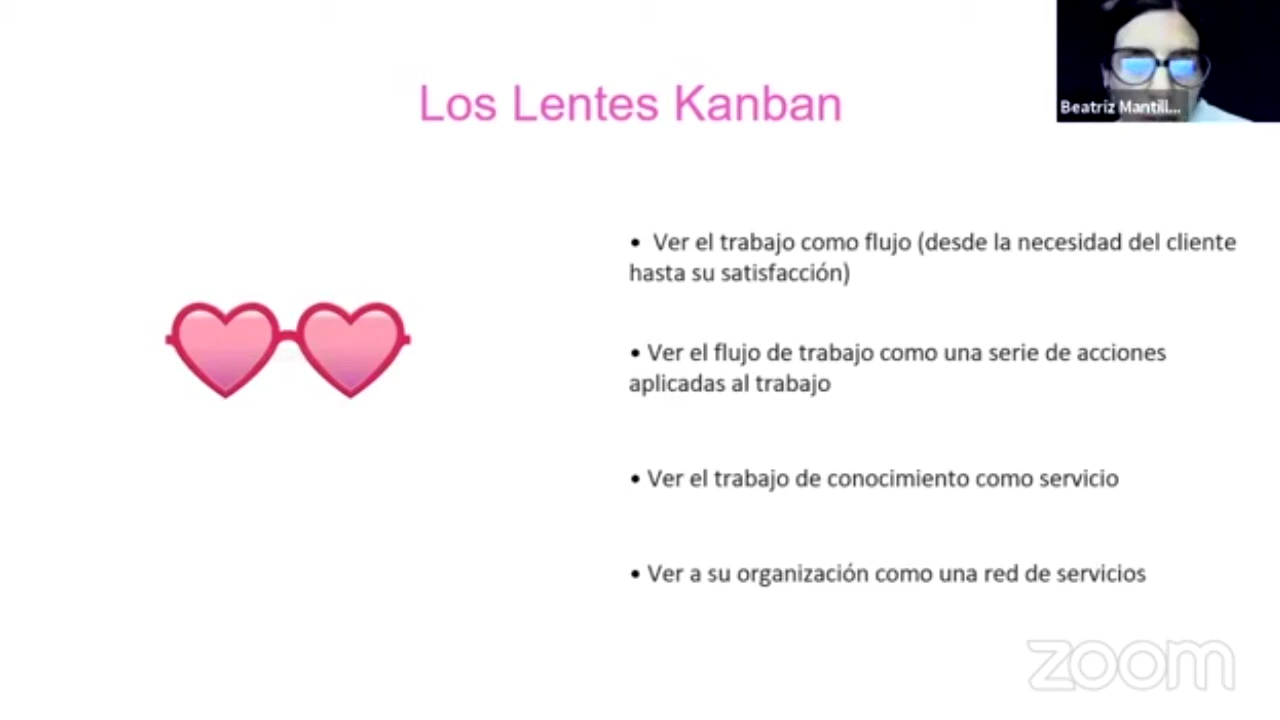 Los Lentes Kanban
Beatriz Mantill...
• Ver el trabajo como flujo (desde la necesidad del cliente
hasta su satisfacción)
• Ver el flujo de trabajo como una serie de acciones
aplicadas al trabajo
• Ver el trabajo de conocimiento como servicio
• Ver a su organización como una red de servicios
zoom